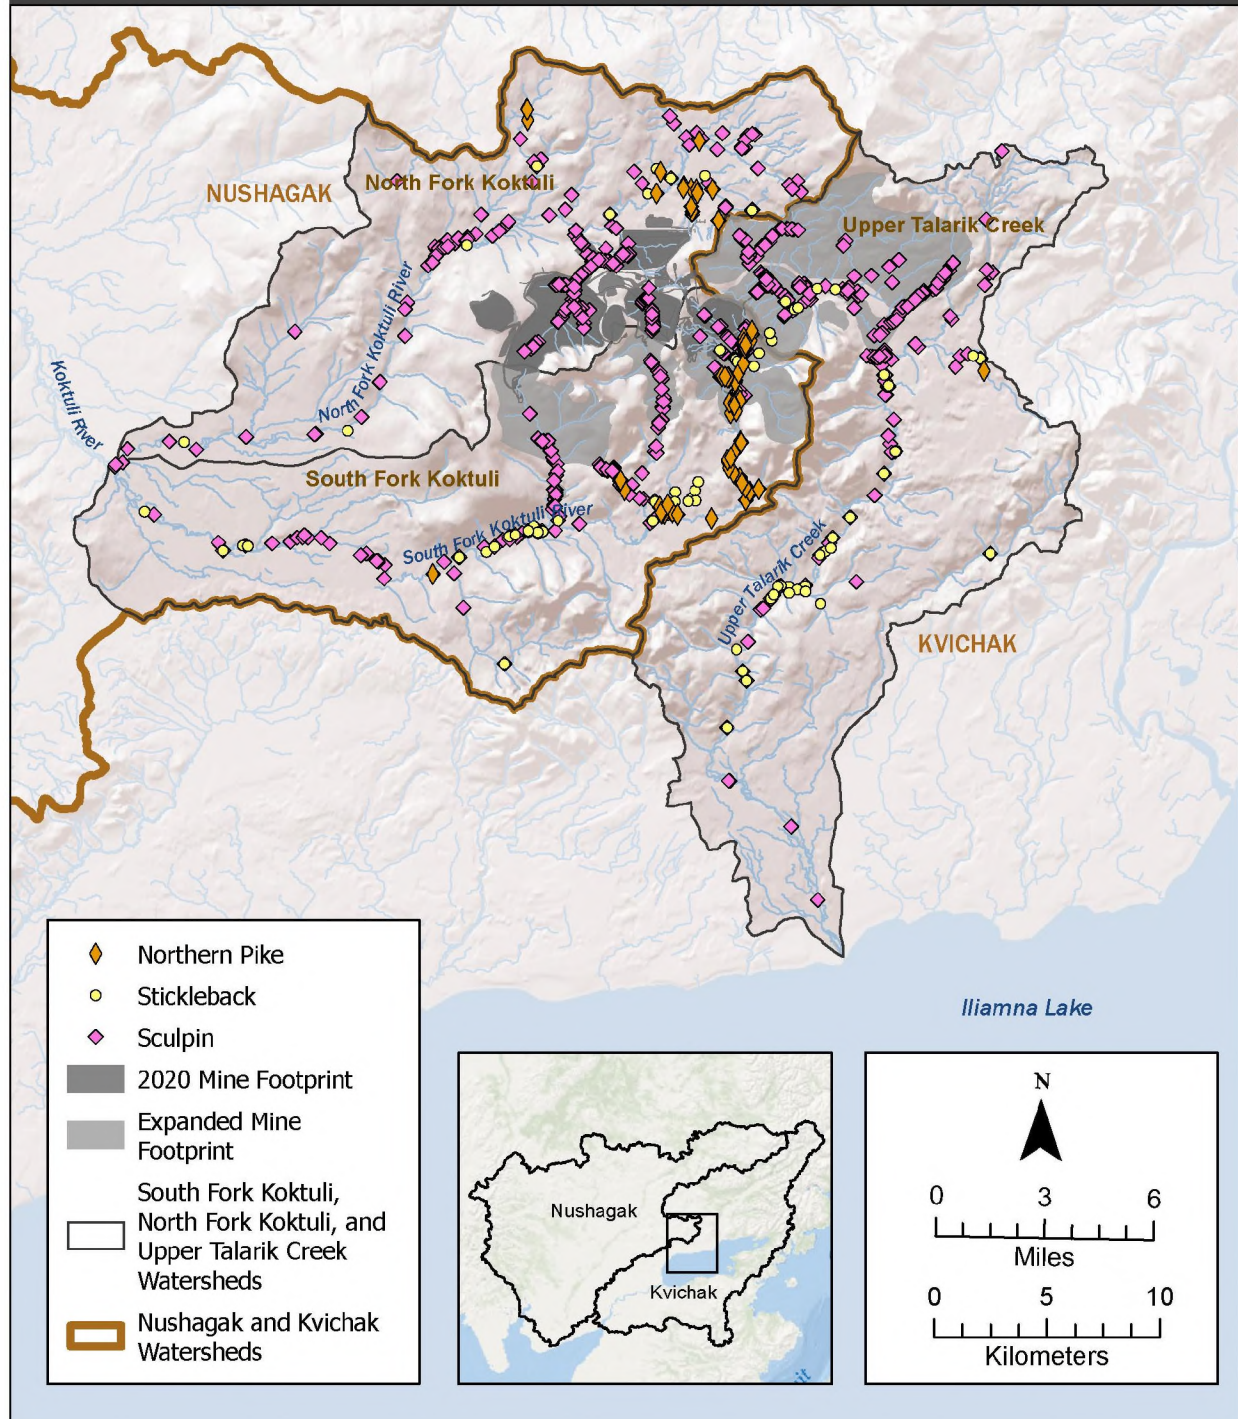 NUSHAGAK
North Fork Koktuli
Upper Talarik Creek
North Fork Koktuli River
Koktuli River
South Fork Koktuli
South Fork Koktuli River
Upper Talarik Creek
KVICHAK
Iliamna Lake
Northern Pike
Stickleback
Sculpin
2020 Mine Footprint
Expanded Mine
Footprint
South Fork Koktuli,
North Fork Koktuli, and
Upper Talarik Creek
Watersheds
Nushagak and Kvichak
Watersheds
Nushagak
Kvichak
N
0 3 6
Miles
0 5 10
Kilometers